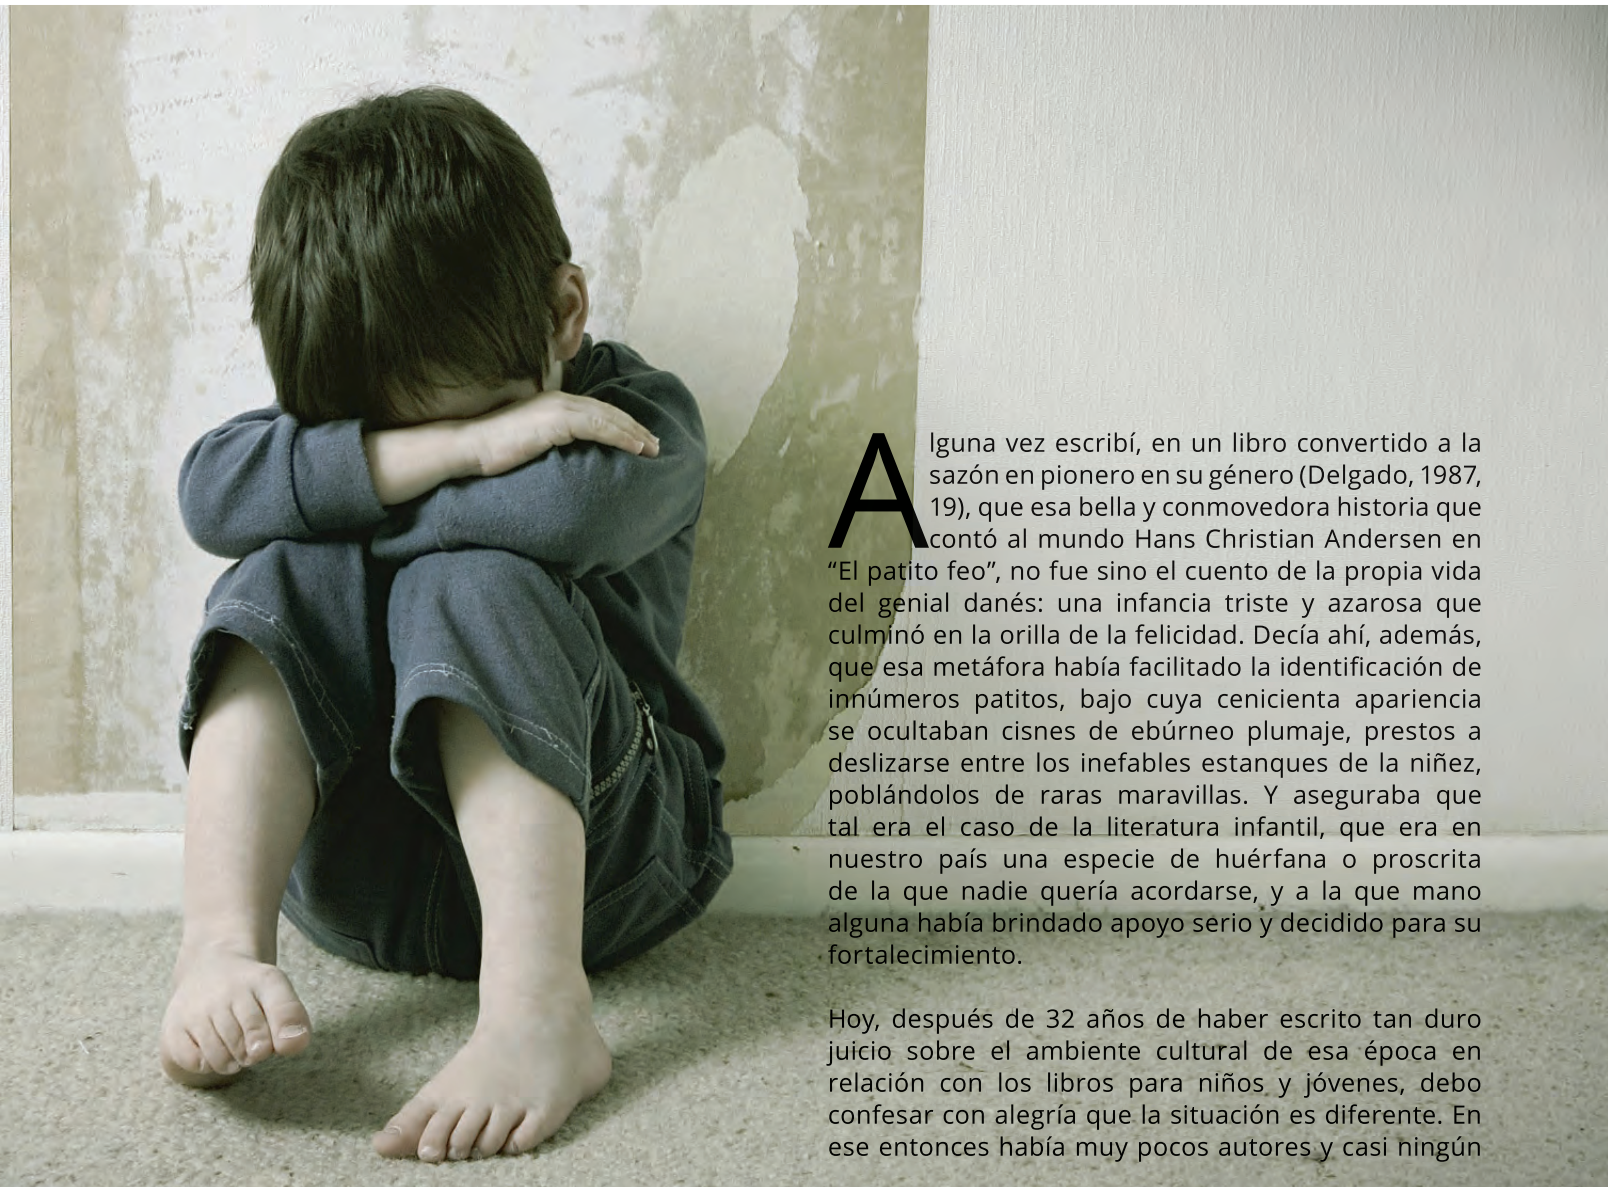 Alguna vez escribí, en un libro convertido a la
sazón en pionero en su género (Delgado, 1987,
19), que esa bella y conmovedora historia que
contó al mundo Hans Christian Andersen en
“El patito feo”, no fue sino el cuento de la propia vida
del genial danés: una infancia triste y azarosa que
culminó en la orilla de la felicidad. Decía ahí, además,
que esa metáfora había facilitado la identificación de
innúmeros patitos, bajo cuya cenicienta apariencia
se ocultaban cisnes de ebúrneo plumaje, prestos a
deslizarse entre los inefables estanques de la niñez,
poblándolos de raras maravillas. Y aseguraba que
tal era el caso de la literatura infantil, que era en
nuestro país una especie de huérfana o proscrita
de la que nadie quería acordarse, y a la que mano
alguna había brindado apoyo serio y decidido para su
fortalecimiento.
Hoy, después de 32 años de haber escrito tan duro
juicio sobre el ambiente cultural de esa época en
relación con los libros para niños y jóvenes, debo
confesar con alegría que la situación es diferente. En
ese entonces había muy pocos autores y casi ningún